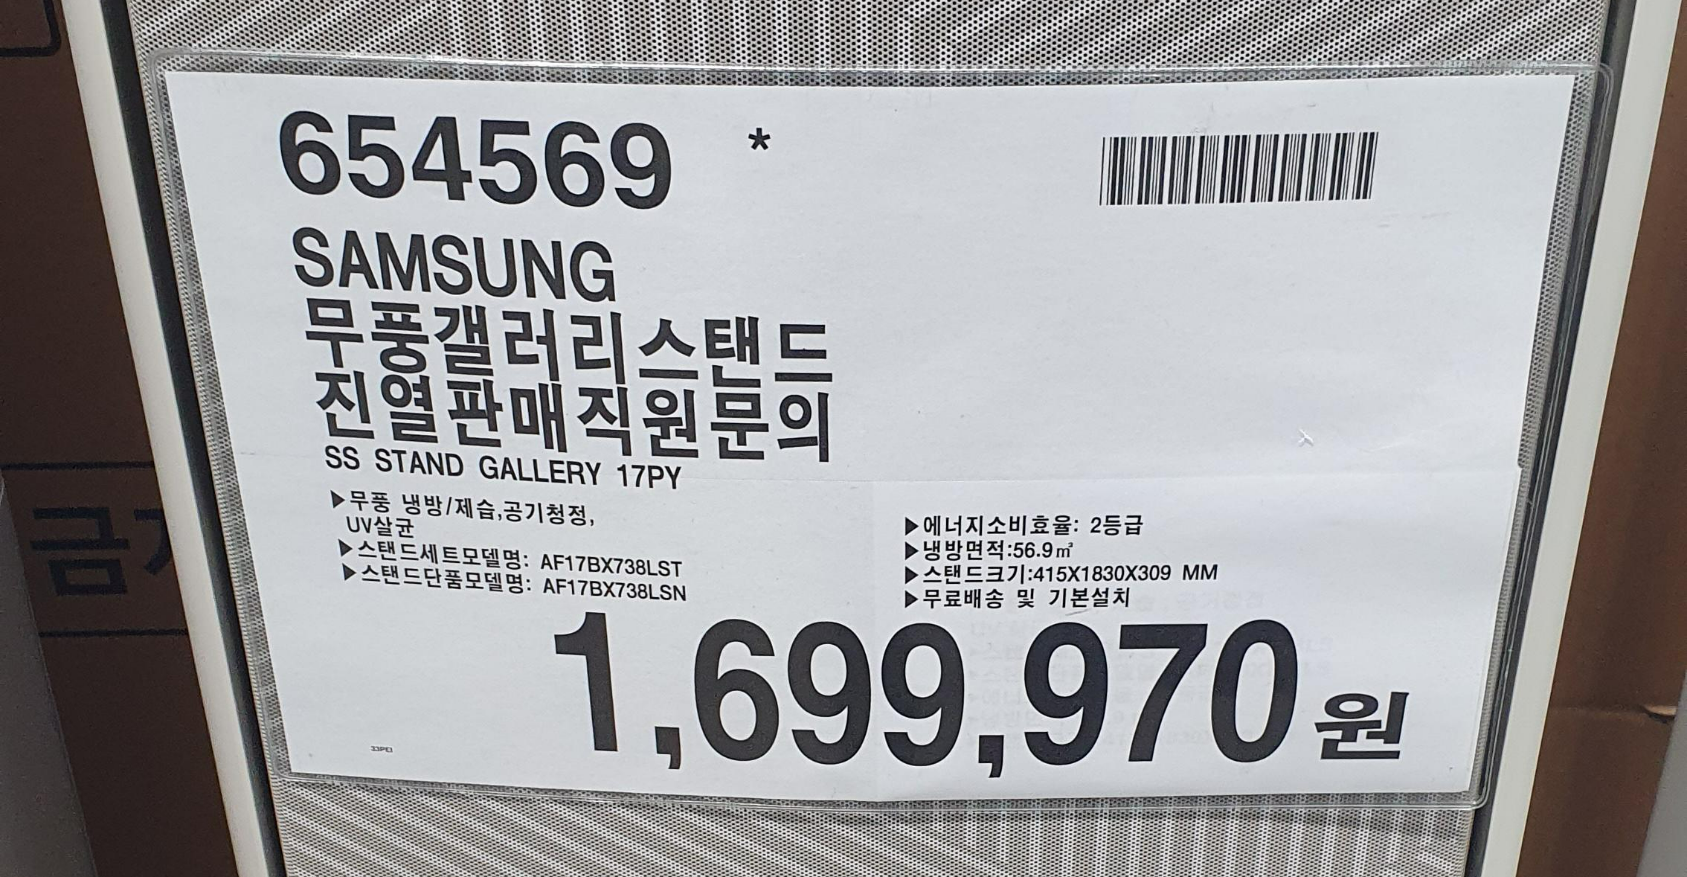 654569 *
SAMSUNG
무풍갤러리스탠드
진열판매직원문의
SS STAND GALLERY 17PY
▶무풍 냉방/제습,공기청정,
UV살균
▶스탠드세트모델명: AF17BX738LST
▶스탠드단품모델명: AF17BX738LSN
▶에너지소비효율: 2등급
▶냉방면적:56.9㎡
▶스탠드크기:415X1830X309 MM
▶무료배송 및 기본설치
1,699,970원
금